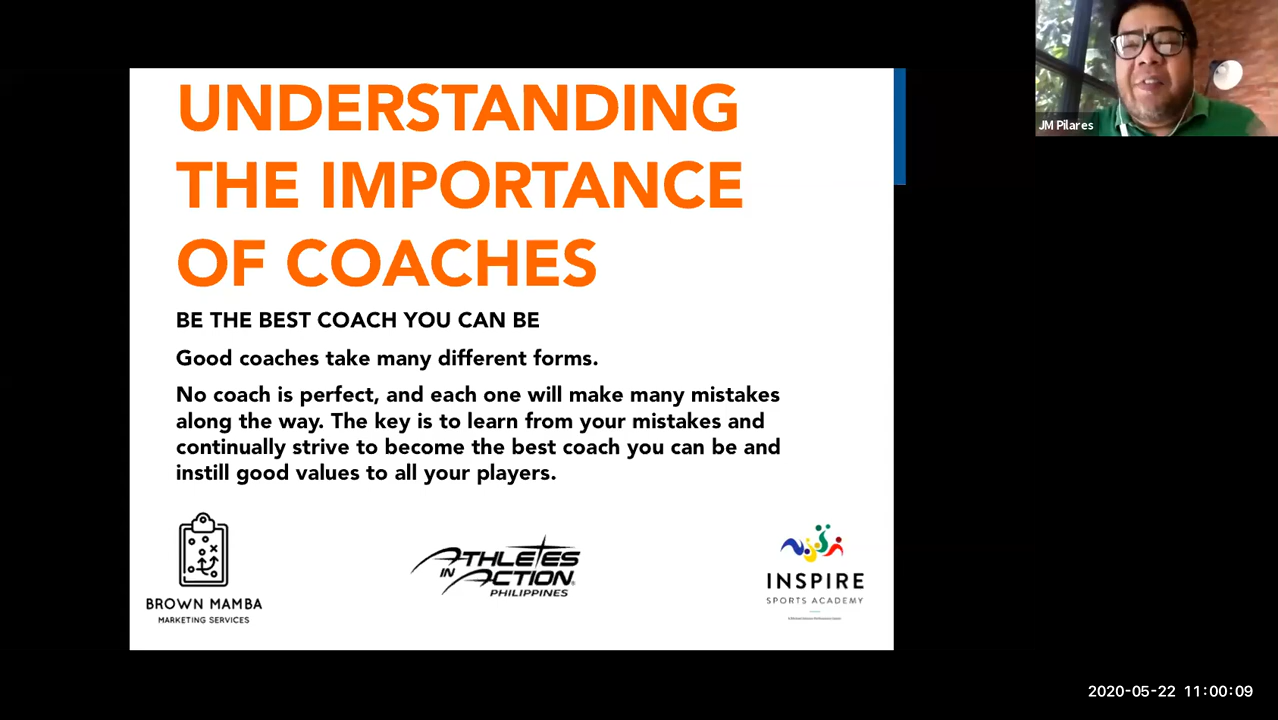 UNDERSTANDING
THE IMPORTANCE
OF COACHES
BE THE BEST COACH YOU CAN BE
Good coaches take many different forms.
No coach is perfect, and each one will make many mistakes
along the way. The key is to learn from your mistakes and
continually strive to become the best coach you can be and
instill good values to all your players.
BROWN MAMBA
MARKETING SERVICES
ATHLETES
IN ACTION
PHILIPPINES
INSPIRE
SPORTS ACADEMY
JM Pilares
2020-05-22 11:00:09